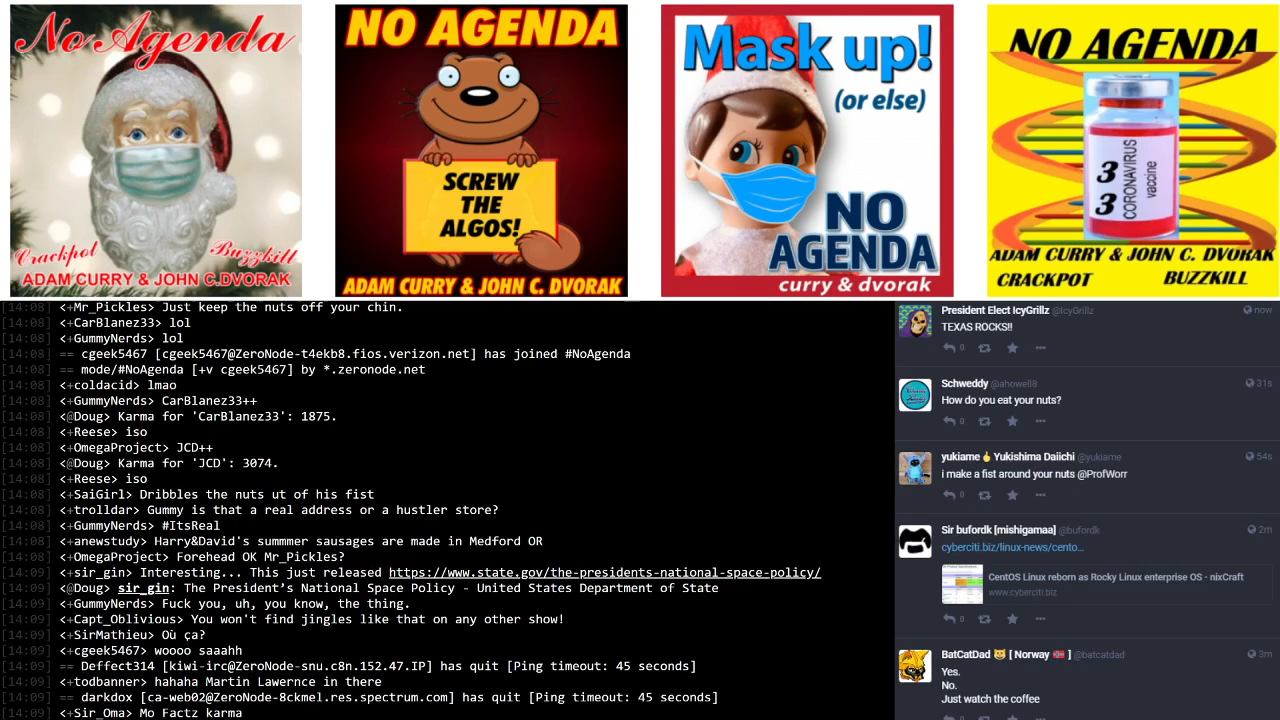 No Agenda
Crackpot
Buzzkill
ADAM CURRY & JOHN C.DVORAK
NO AGENDA
SCREW
THE
ALGOS!
ADAM CURRY & JOHN C. DVORAK
Mask up!
(or else)
NO
AGENDA
curry & dvorak
NO AGENDA
33
CORONAVIRUS
vaccine
ADAM CURRY & JOHN C. DVORAK
CRACKPOT
BUZZKILL
[14:08] <+Mr_Pickles> Just keep the nuts off your chin.
[14:08] <+CarBlanez33> lol
[14:08] <+GummyNerds> lol
[14:08] == cgeek5467 [cgeek5467@ZeroNode-t4ekb8.fios.verizon.net] has joined #NoAgenda
[14:08] == mode/#NoAgenda [+v cgeek5467] by *.zeronode.net
[14:08] <+coldacid> lmao
[14:08] <+GummyNerds> CarBlanez33++
[14:08] <@Doug> Karma for 'CarBlanez33': 1875.
[14:08] <+Reese> iso
[14:08] <+OmegaProject> JCD++
[14:08] <@Doug> Karma for 'JCD': 3074.
[14:08] <+Reese> iso
[14:08] <+SaiGirl> Dribbles the nuts ut of his fist
[14:08] <+trolldar> Gummy is that a real address or a hustler store?
[14:08] <+GummyNerds> #ItsReal
[14:08] <+anewstudy> Harry&David's summmer sausages are made in Medford OR
[14:08] <+OmegaProject> Forehead OK Mr_Pickles?
[14:09] <+sir_gin> Interesting... This just released https://www.state.gov/the-presidents-national-space-policy/
[14:09] <@Doug> sir_gin: The President's National Space Policy - United States Department of State
[14:09] <+GummyNerds> Fuck you, uh, you know, the thing.
[14:09] <+Capt_Oblivious> You won't find jingles like that on any other show!
[14:09] <+SirMathieu> Où ça?
[14:09] <+cgeek5467> woooo saaahh
[14:09] == Deffect314 [kiwi-irc@ZeroNode-snu.c8n.152.47.IP] has quit [Ping timeout: 45 seconds]
[14:09] <+todbanner> hahaha Martin Lawernce in there
[14:09] == darkdox [ca-web02@ZeroNode-8ckmel.res.spectrum.com] has quit [Ping timeout: 45 seconds]
[14:09] <+Sir_Oma> Mo Factz karma
President Elect IcyGrillz @IcyGrillz now
TEXAS ROCKS!!
0
Schweddy @ahowell8 31s
How do you eat your nuts?
0
yukiame Yukishima Daiichi @yukiame 54s
i make a fist around your nuts @ProfWorr
0
Sir bufordk [mishigamaa] @bufordk 2m
cyberciti.biz/linux-news/cento...
CentOS Linux reborn as Rocky Linux enterprise OS - nixCraft
www.cyberciti.biz
0
BatCatDad [ Norway ] @batcatdad 3m
Yes.
No.
Just watch the coffee
0